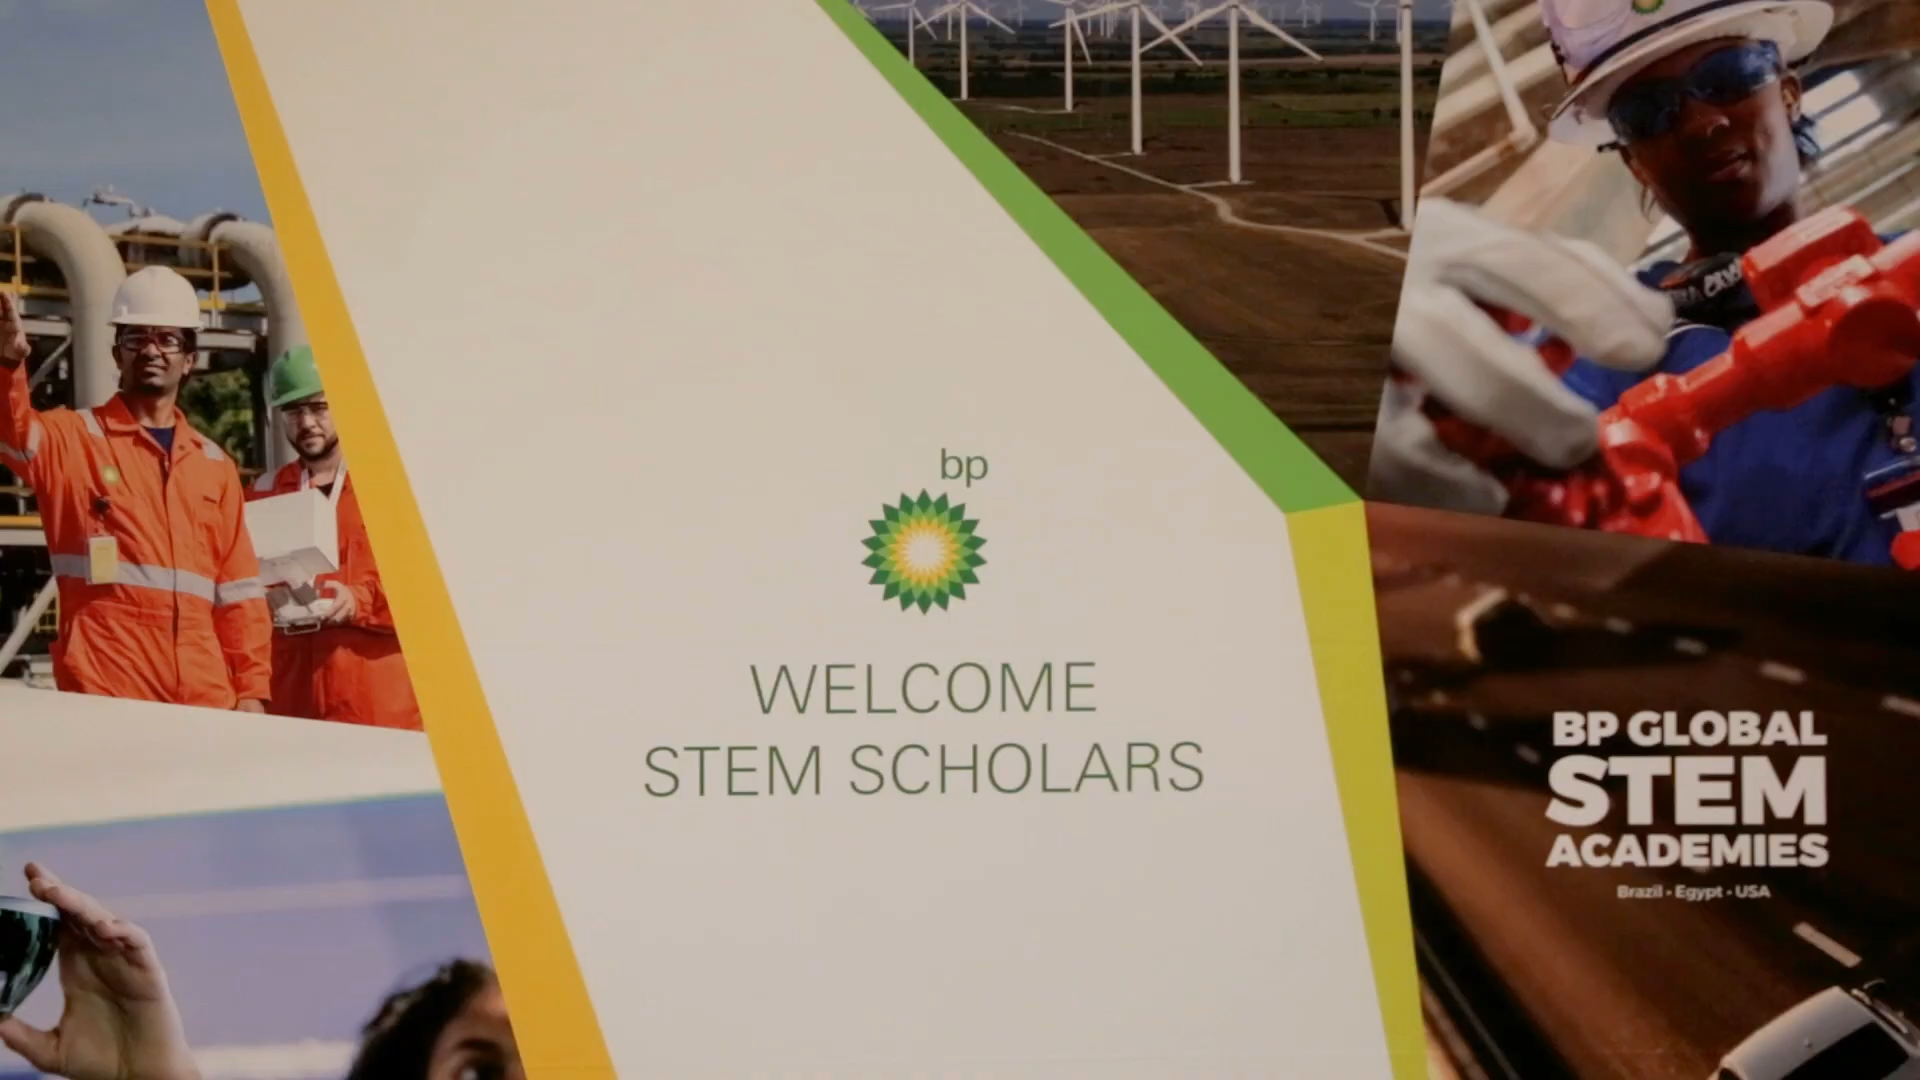 bp
WELCOME
STEM SCHOLARS
BP GLOBAL
STEM
ACADEMIES
Brazil • Egypt • USA